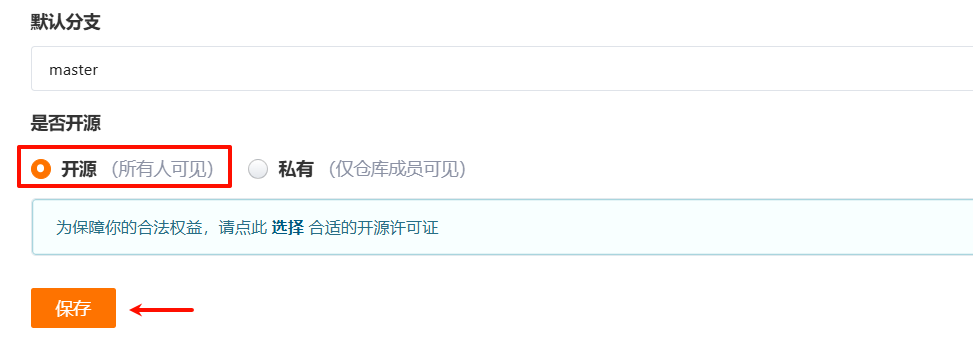 默认分支
master
是否开源
开源 (所有人可见) 私有 (仅仓库成员可见)
为保障你的合法权益，请点此 选择 合适的开源许可证
保存